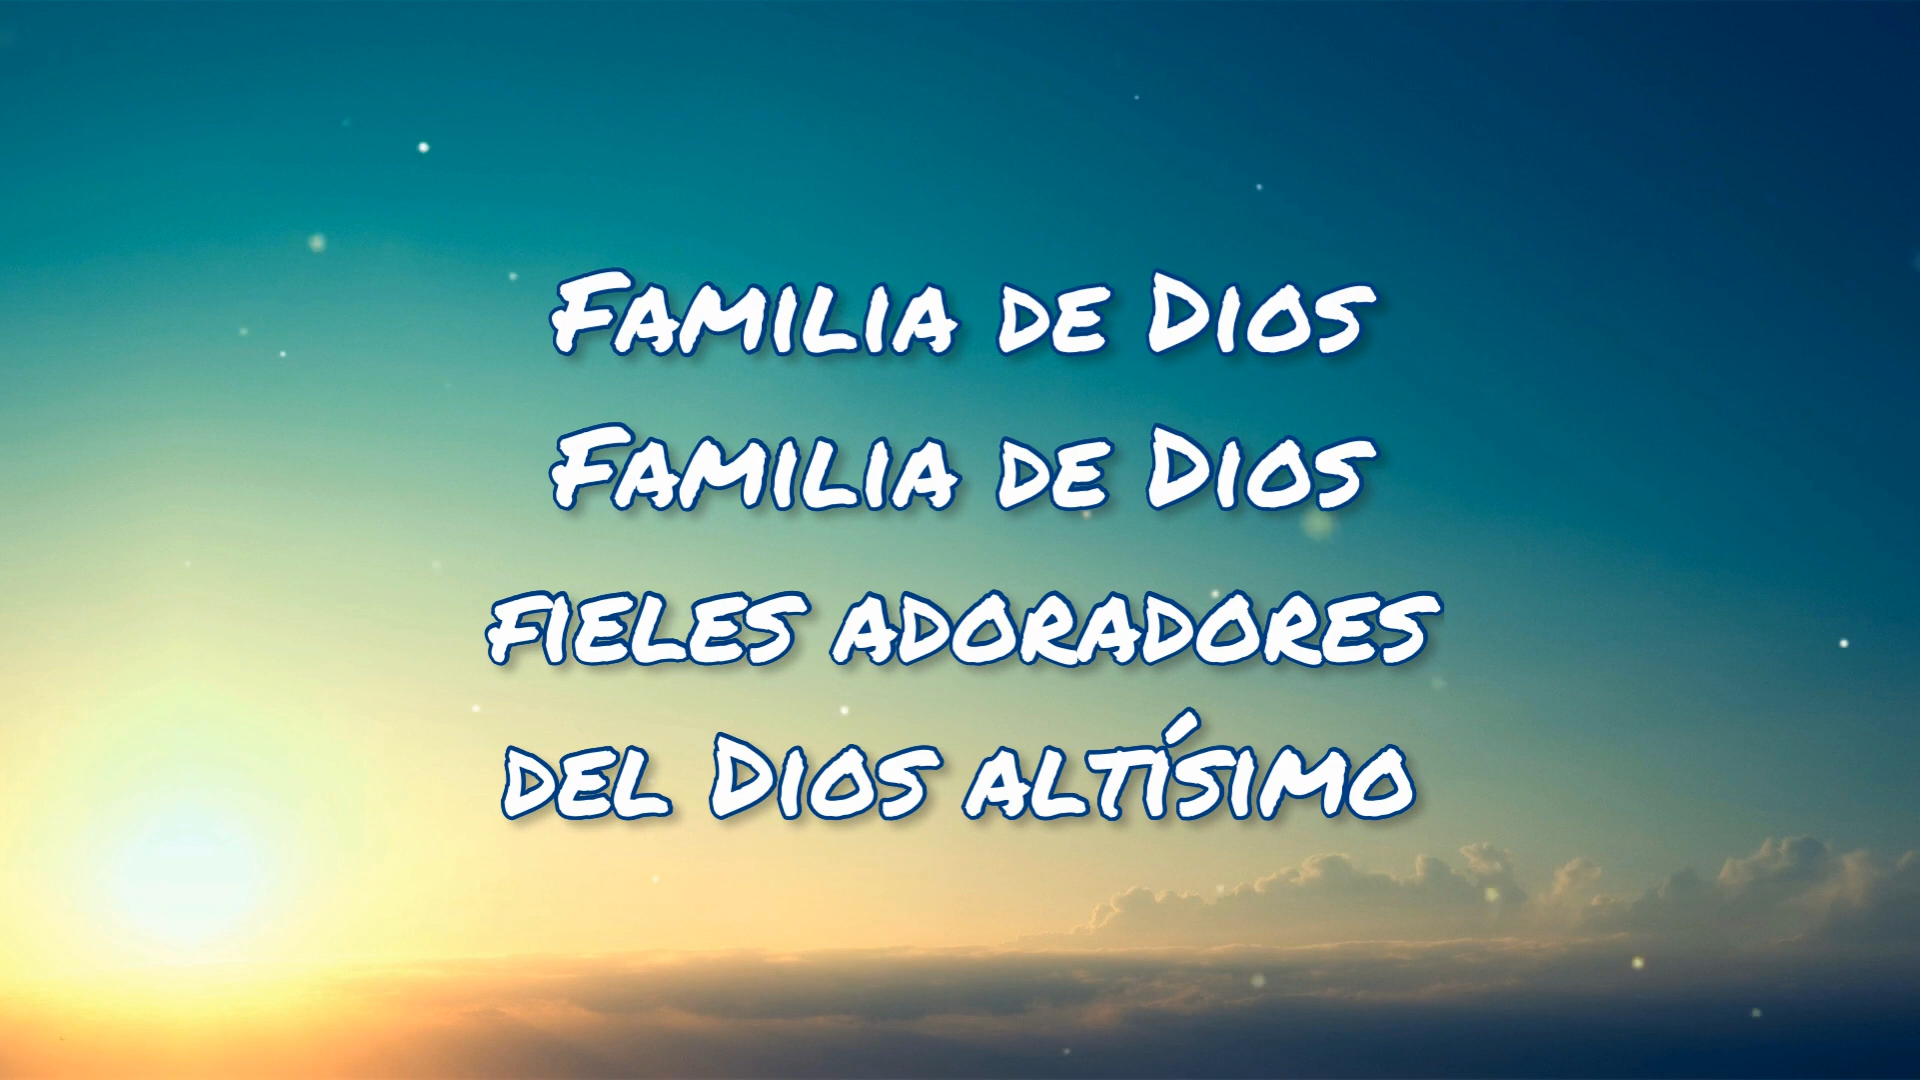 Familia de Dios
Familia de Dios
fieles adoradores
del Dios altísimo